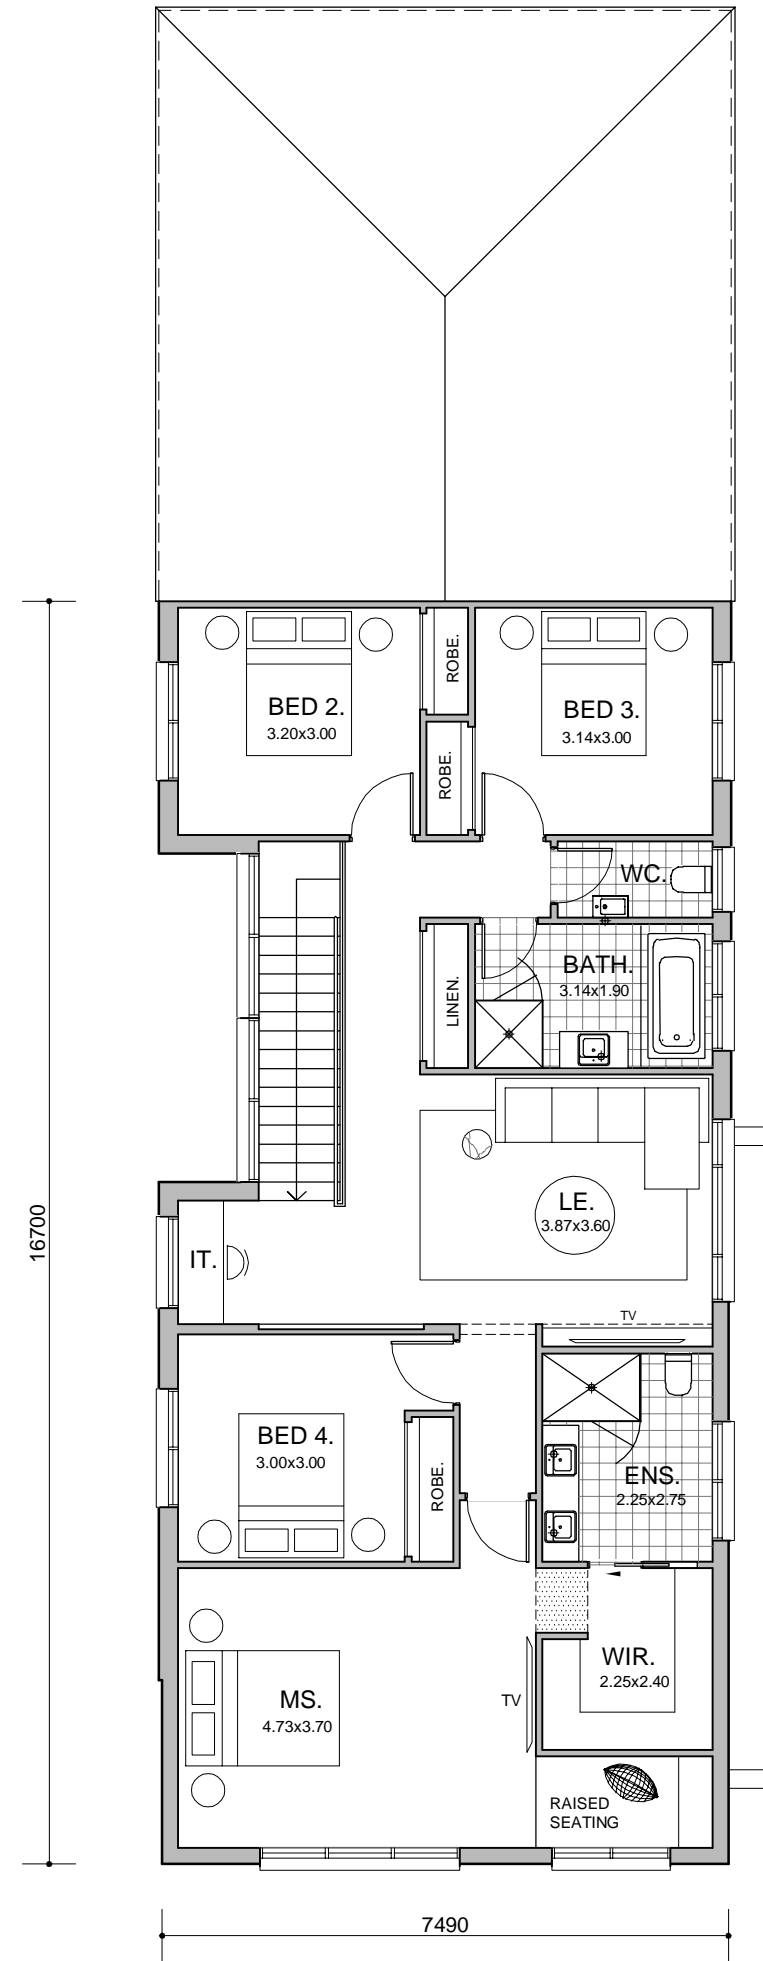 ROBE.
BED 2.
3.20x3.00
BED 3.
3.14x3.00
ROBE.
WC.
BATH.
3.14x1.90
LINEN.
LE.
3.87x3.60
16700
IT.
TV
BED 4.
3.00x3.00
ROBE.
ENS.
2.25x2.75
WIR.
2.25x2.40
MS.
4.73x3.70
TV
RAISED
SEATING
7490